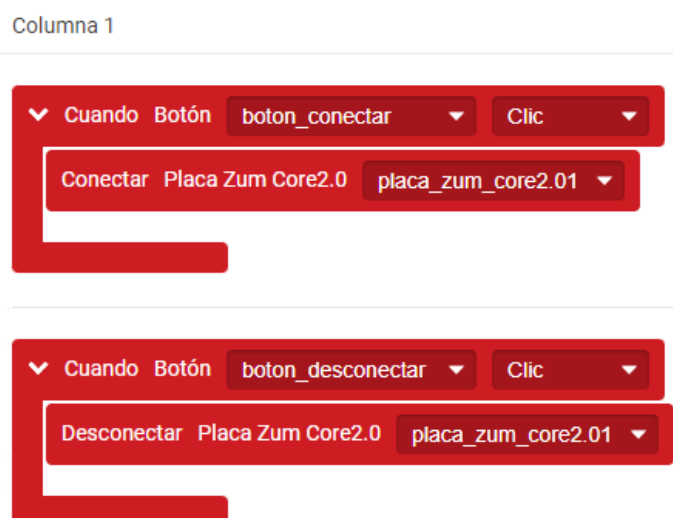 Columna 1
Cuando Botón boton_conectar Clic
Conectar Placa Zum Core2.0 placa_zum_core2.01
Cuando Botón boton_desconectar Clic
Desconectar Placa Zum Core2.0 placa_zum_core2.01